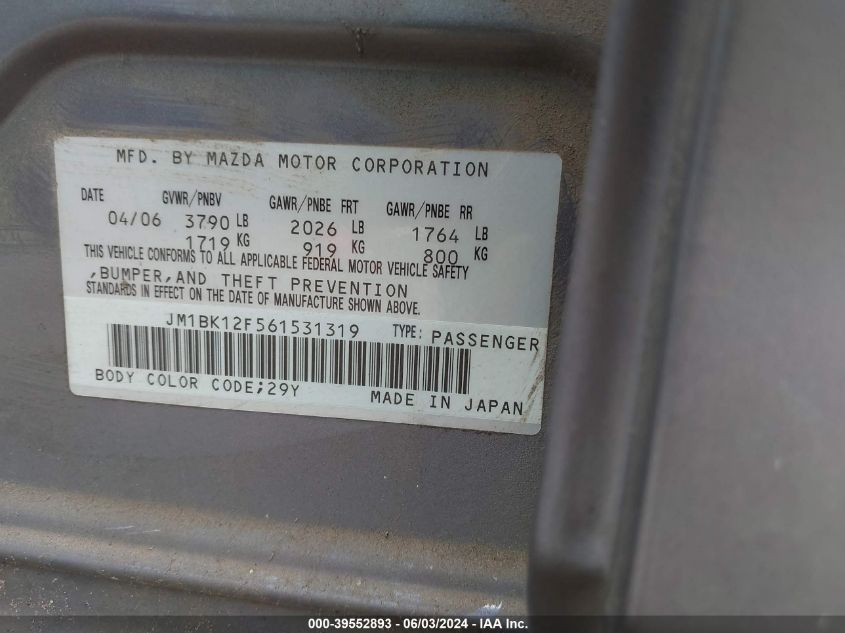 MFD. BY MAZDA MOTOR CORPORATION
DATE GVWR/PNBV GAWR/PNBE FRT GAWR/PNBE RR
04/06 3790 LB 2026 LB 1764 LB
1719 KG 919 KG 800 KG
THIS VEHICLE CONFORMS TO ALL APPLICABLE FEDERAL MOTOR VEHICLE SAFETY
,BUMPER,AND THEFT PREVENTION
STANDARDS IN EFFECT ON THE DATE OF MANUFACTURE SHOWN ABOVE.
JM1BK12F561531319 TYPE: PASSENGER
BODY COLOR CODE;29Y
MADE IN JAPAN
000-39552893 - 06/03/2024 - IAA Inc.